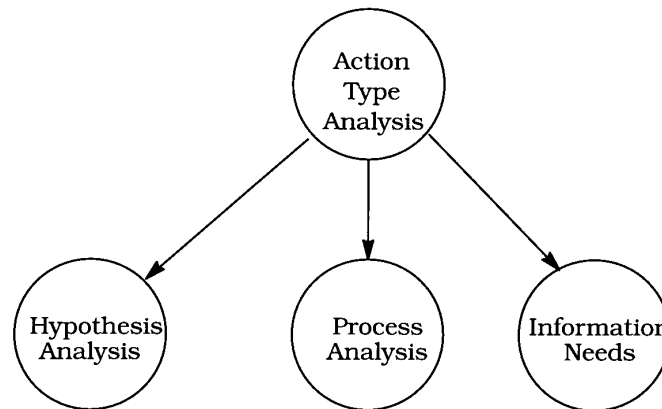 Action
Type
Analysis
Hypothesis
Analysis
Process
Analysis
Information
Needs